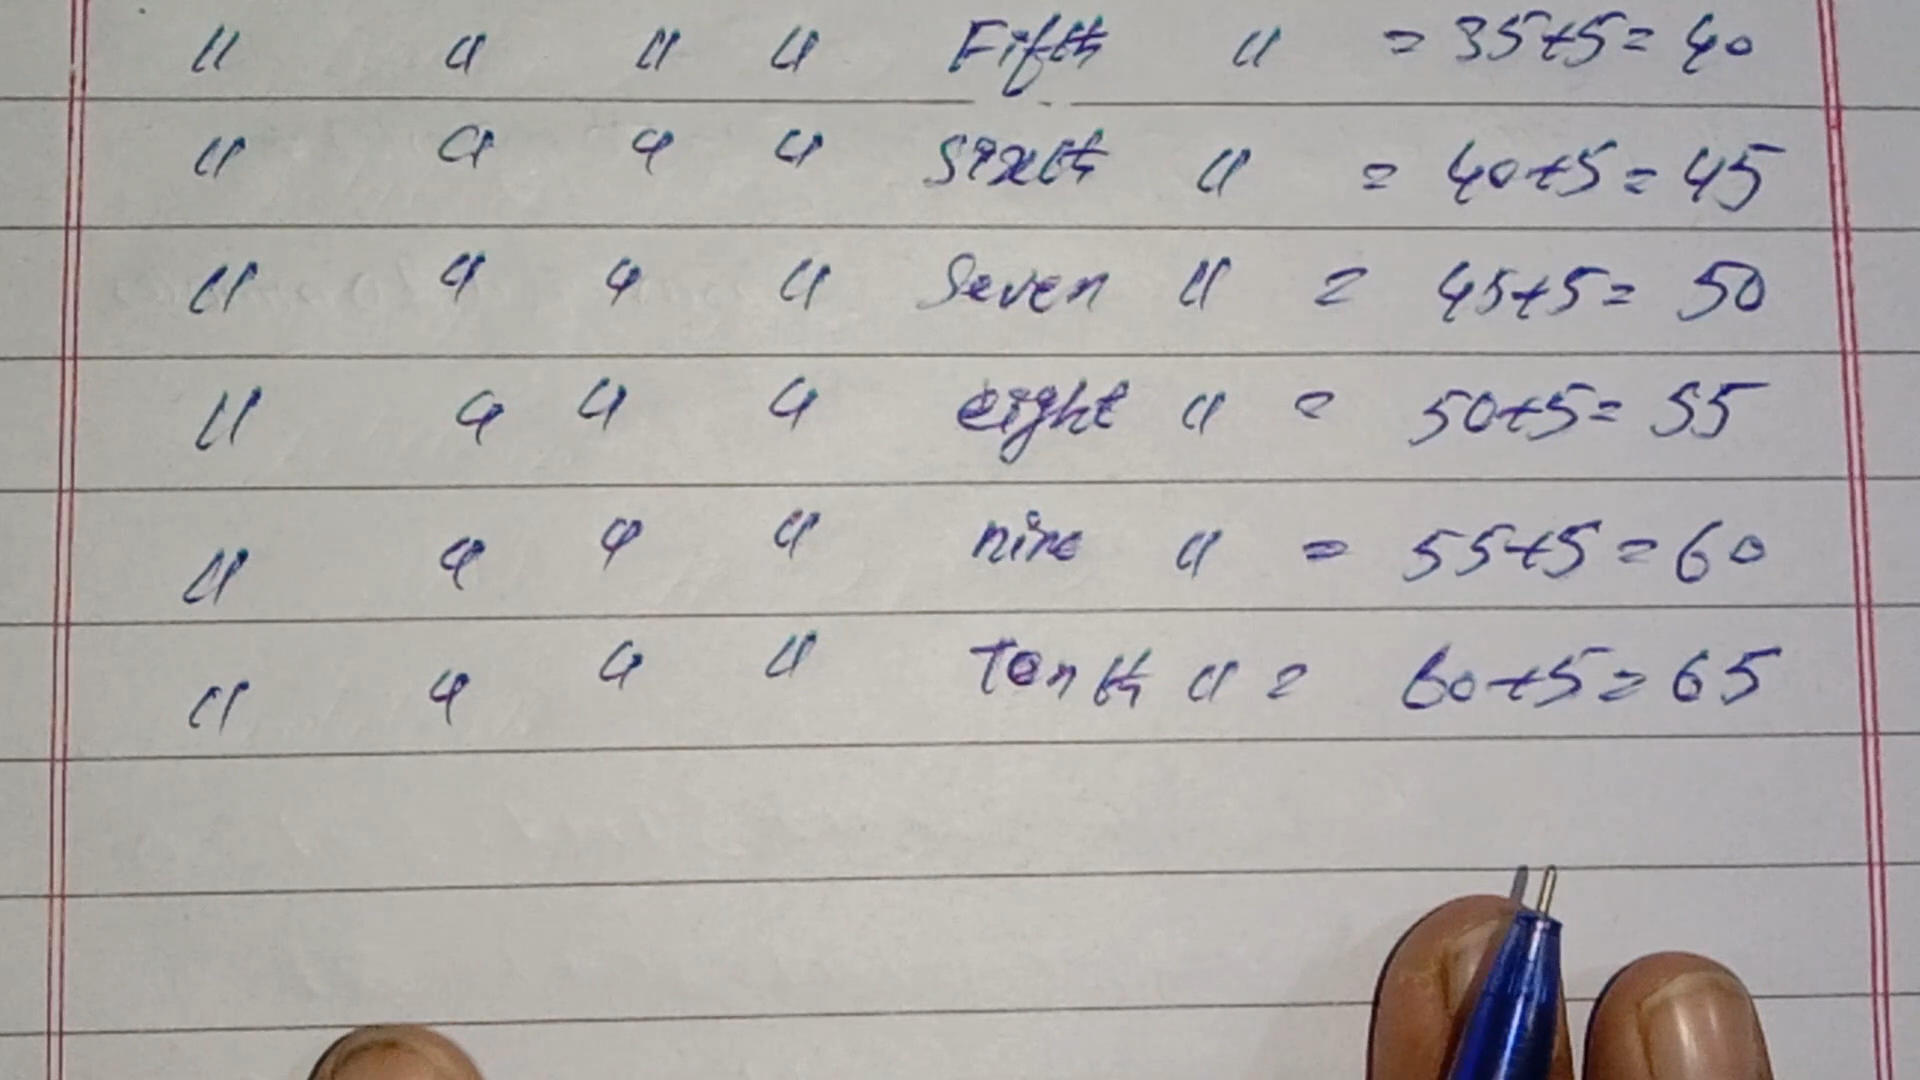 〃 〃 〃 〃 Fifth 〃 = 35+5= 40
〃 〃 〃 〃 Sixth 〃 = 40+5= 45
〃 〃 〃 〃 Seven 〃 = 45+5= 50
〃 〃 〃 〃 eight 〃 = 50+5= 55
〃 〃 〃 〃 nine 〃 = 55+5=60
〃 〃 〃 〃 Tenth 〃 = 60+5=65